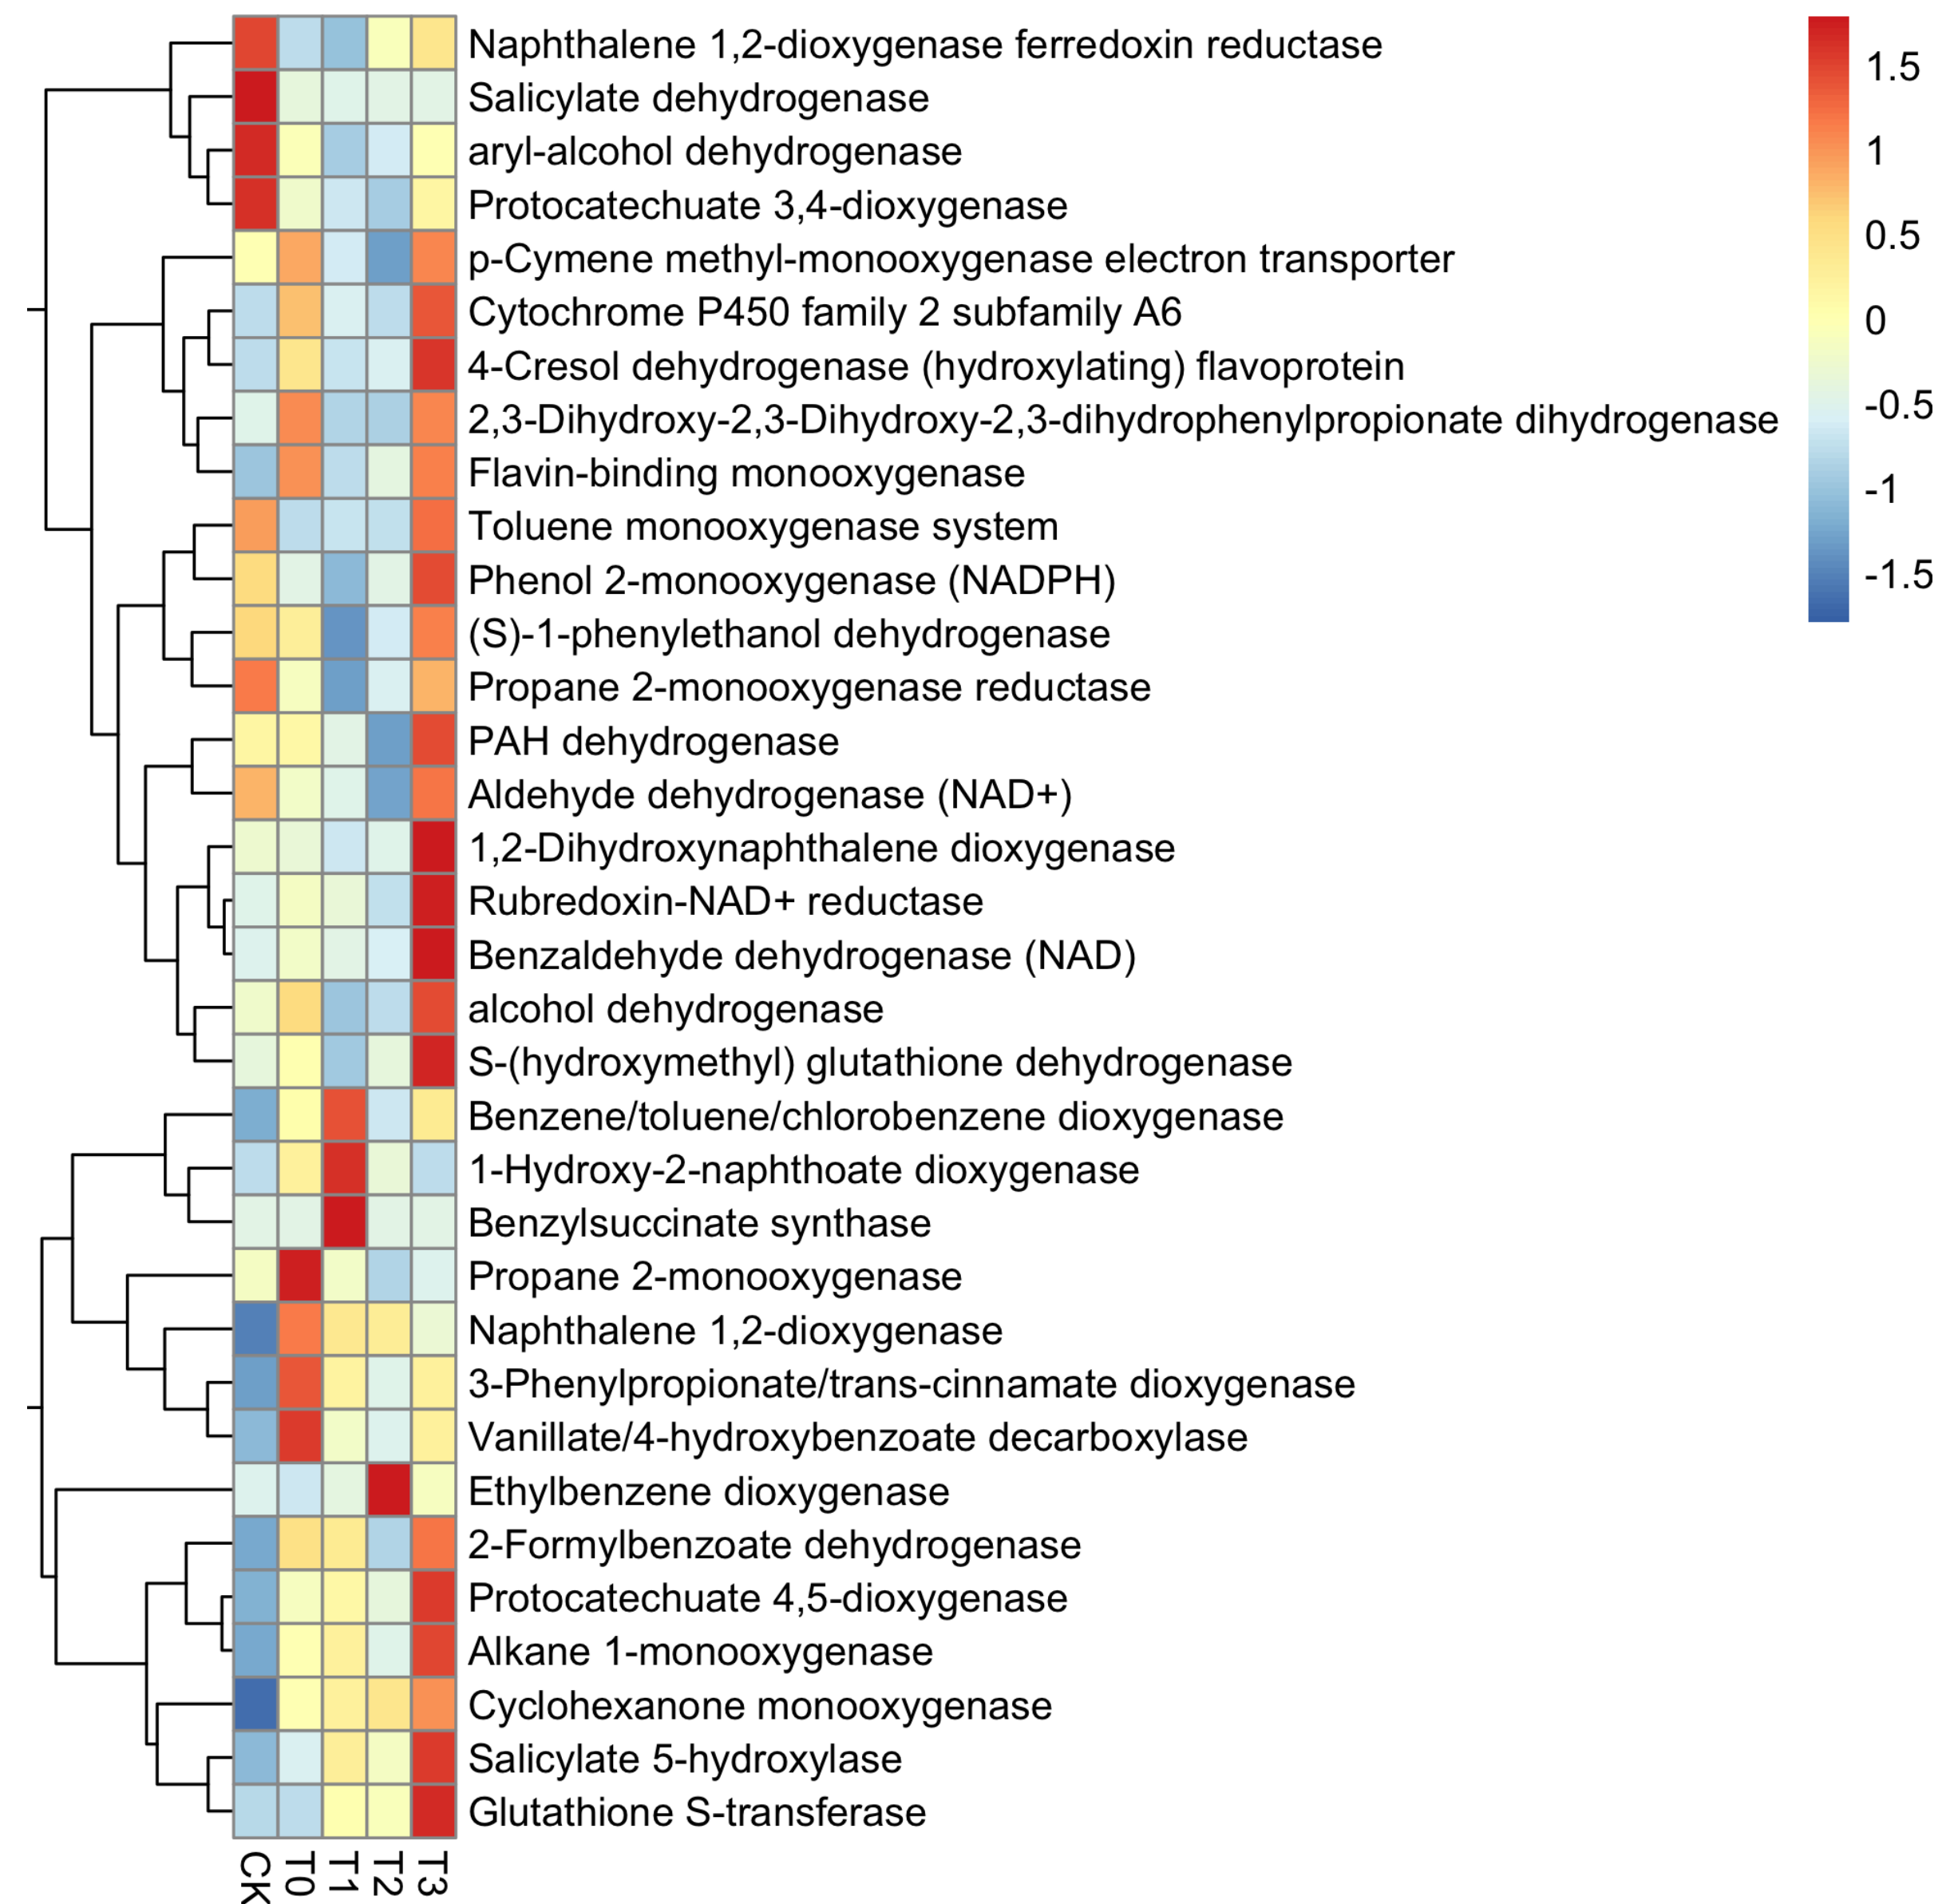 Naphthalene 1,2-dioxygenase ferredoxin reductase
Salicylate dehydrogenase
aryl-alcohol dehydrogenase
Protocatechuate 3,4-dioxygenase
p-Cymene methyl-monooxygenase electron transporter
Cytochrome P450 family 2 subfamily A6
4-Cresol dehydrogenase (hydroxylating) flavoprotein
2,3-Dihydroxy-2,3-Dihydroxy-2,3-dihydrophenylpropionate dihydrogenase
Flavin-binding monooxygenase
Toluene monooxygenase system
Phenol 2-monooxygenase (NADPH)
(S)-1-phenylethanol dehydrogenase
Propane 2-monooxygenase reductase
PAH dehydrogenase
Aldehyde dehydrogenase (NAD+)
1,2-Dihydroxynaphthalene dioxygenase
Rubredoxin-NAD+ reductase
Benzaldehyde dehydrogenase (NAD)
alcohol dehydrogenase
S-(hydroxymethyl) glutathione dehydrogenase
Benzene/toluene/chlorobenzene dioxygenase
1-Hydroxy-2-naphthoate dioxygenase
Benzylsuccinate synthase
Propane 2-monooxygenase
Naphthalene 1,2-dioxygenase
3-Phenylpropionate/trans-cinnamate dioxygenase
Vanillate/4-hydroxybenzoate decarboxylase
Ethylbenzene dioxygenase
2-Formylbenzoate dehydrogenase
Protocatechuate 4,5-dioxygenase
Alkane 1-monooxygenase
Cyclohexanone monooxygenase
Salicylate 5-hydroxylase
Glutathione S-transferase
CK
T0
T1
T2
T3
1.5
1
0.5
0
-0.5
-1
-1.5